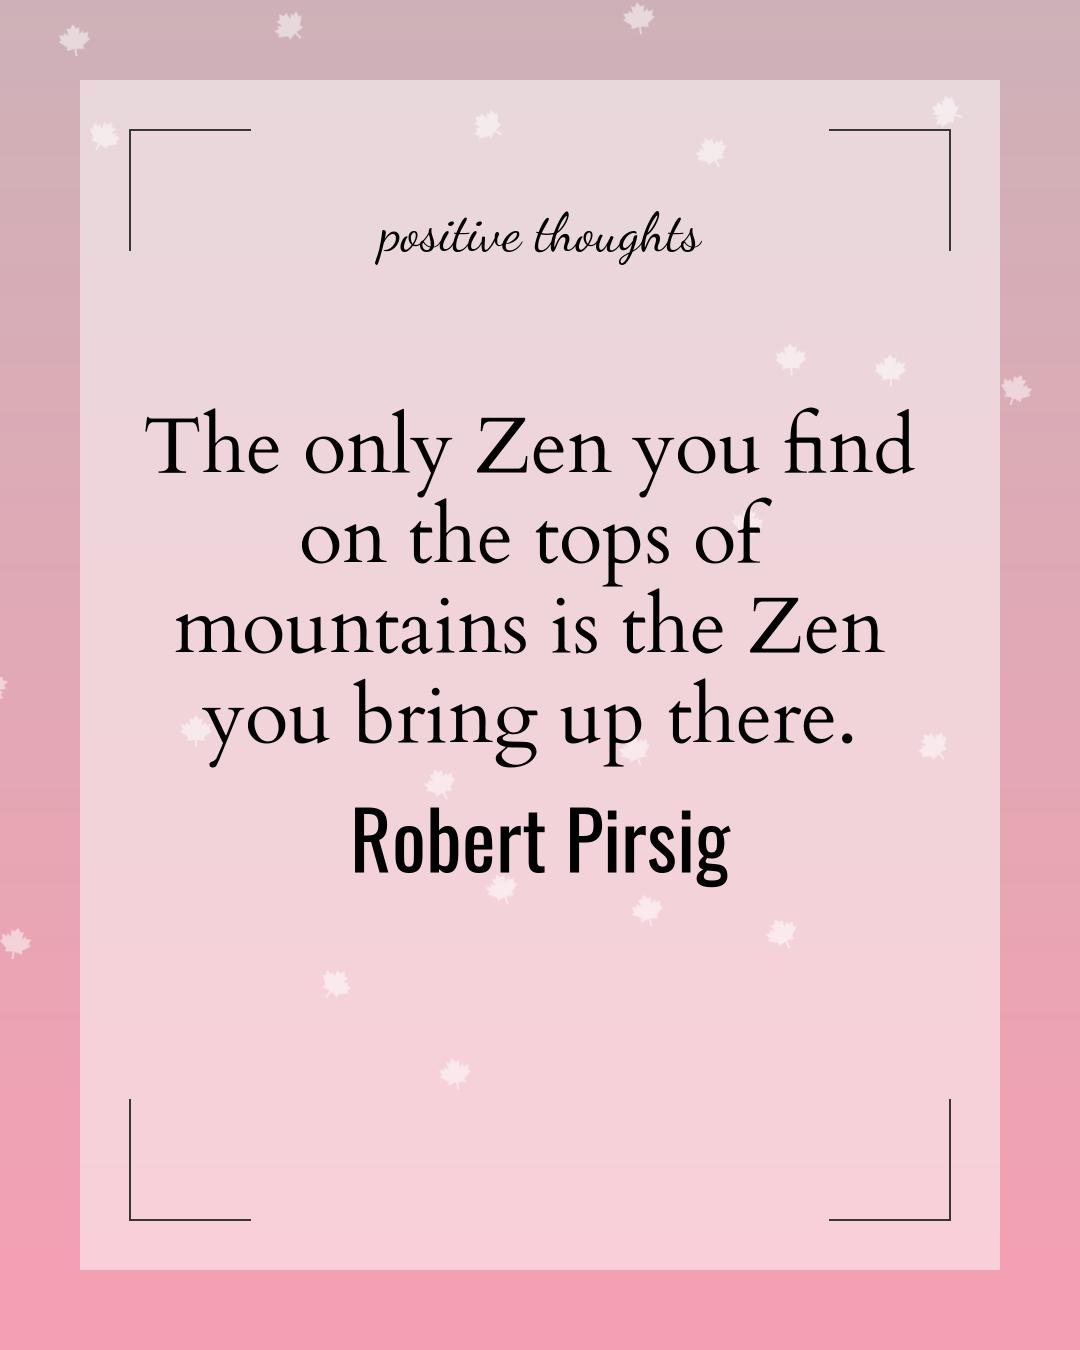 positive thoughts
The only Zen you find
on the tops of
mountains is the Zen
you bring up there.
Robert Pirsig